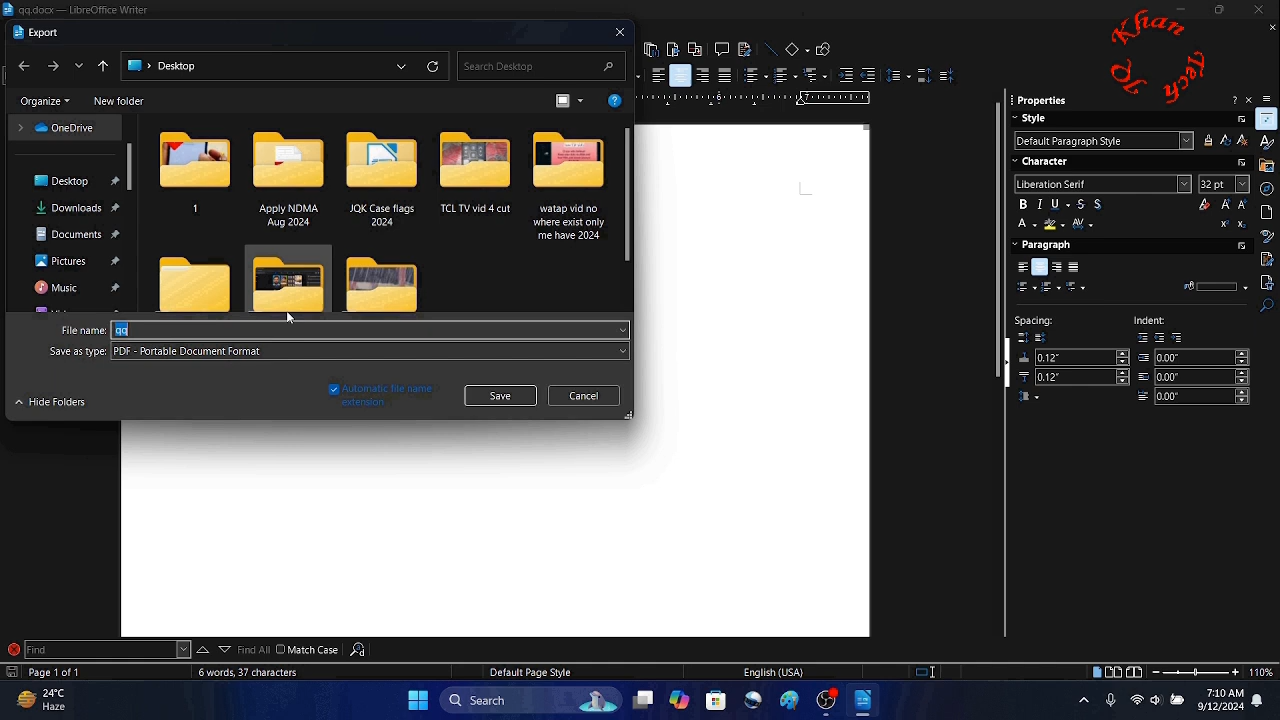 qq.docx — LibreOffice Writer
Export
Desktop
Search Desktop
Organize
New folder
OneDrive
Desktop
Downloads
Documents
Pictures
Music
1
Apply NDMA Aug 2024
JQK Case flags 2024
TCL TV vid 4 cut
watap vid no where exist only me have 2024
File name: qq
Save as type: PDF - Portable Document Format
Automatic file name extension
Save
Cancel
Hide Folders
6
7
JQ Khan Tech
Properties
Style
Default Paragraph Style
Character
Liberation Serif
32 pt
Paragraph
Spacing:
Indent:
0.12"
0.00"
0.12"
0.00"
0.00"
Find
Find All
Match Case
Page 1 of 1
6 words, 37 characters
Default Page Style
English (USA)
110%
24°C
Haze
Search
7:10 AM
9/12/2024